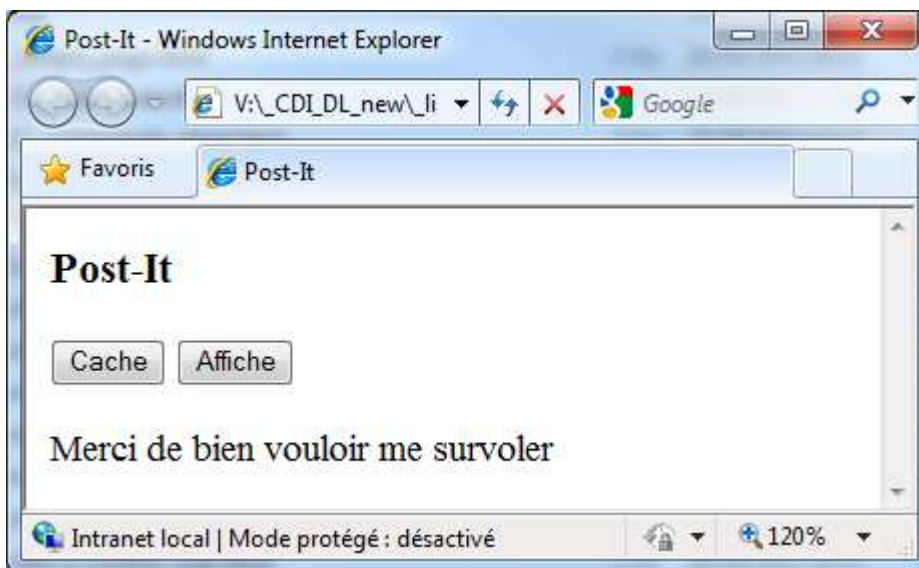 Post-It - Windows Internet Explorer
V:\_CDI_DL_new\_li
Google
Favoris
Post-It
Post-It
Cache Affiche
Merci de bien vouloir me survoler
Intranet local | Mode protégé : désactivé
120%